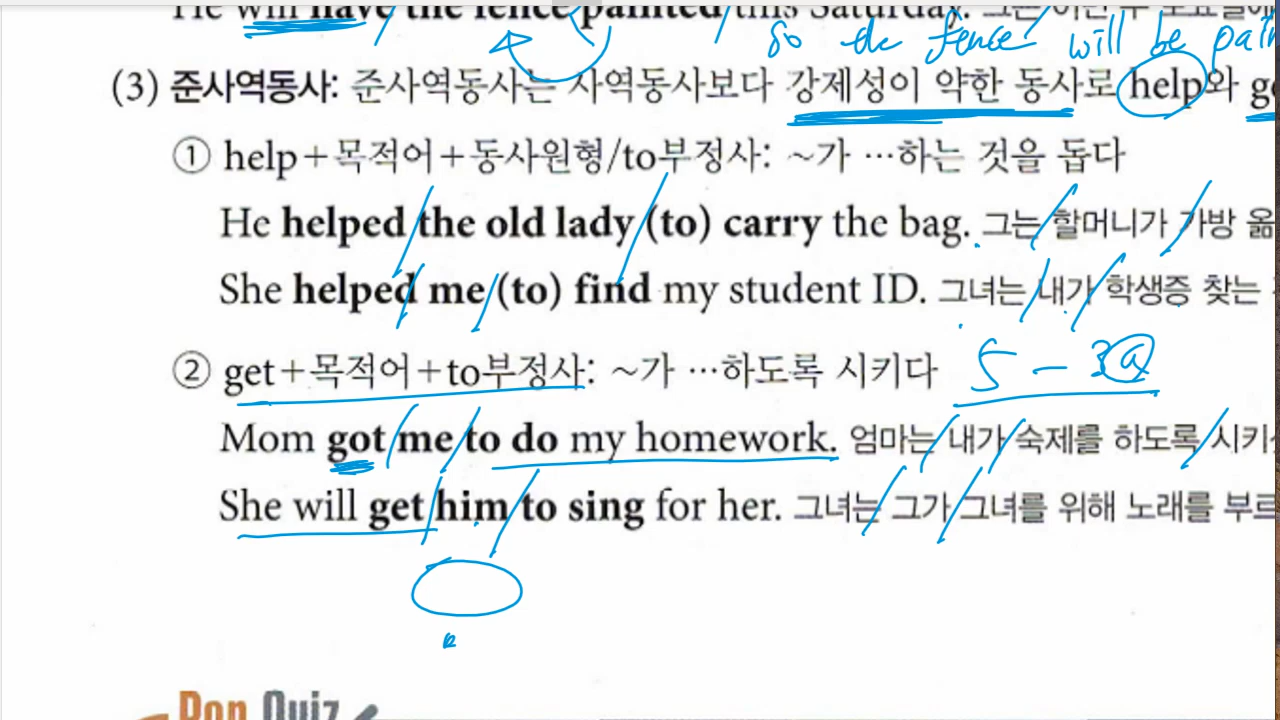 He will have the fence painted this Saturday. 그는 이번 주 토요일에
so the fence will be pain
(3) 준사역동사: 준사역동사는 사역동사보다 강제성이 약한 동사로 help와 ge
① help+목적어+동사원형/to부정사: ~가 …하는 것을 돕다
He helped the old lady (to) carry the bag. 그는 할머니가 가방 옮
She helped me (to) find my student ID. 그녀는 내가 학생증 찾는
② get+목적어+to부정사: ~가 …하도록 시키다 5-3ⓐ
Mom got me to do my homework. 엄마는 내가 숙제를 하도록 시키
She will get him to sing for her. 그녀는 그가 그녀를 위해 노래를 부르
Pop Quiz